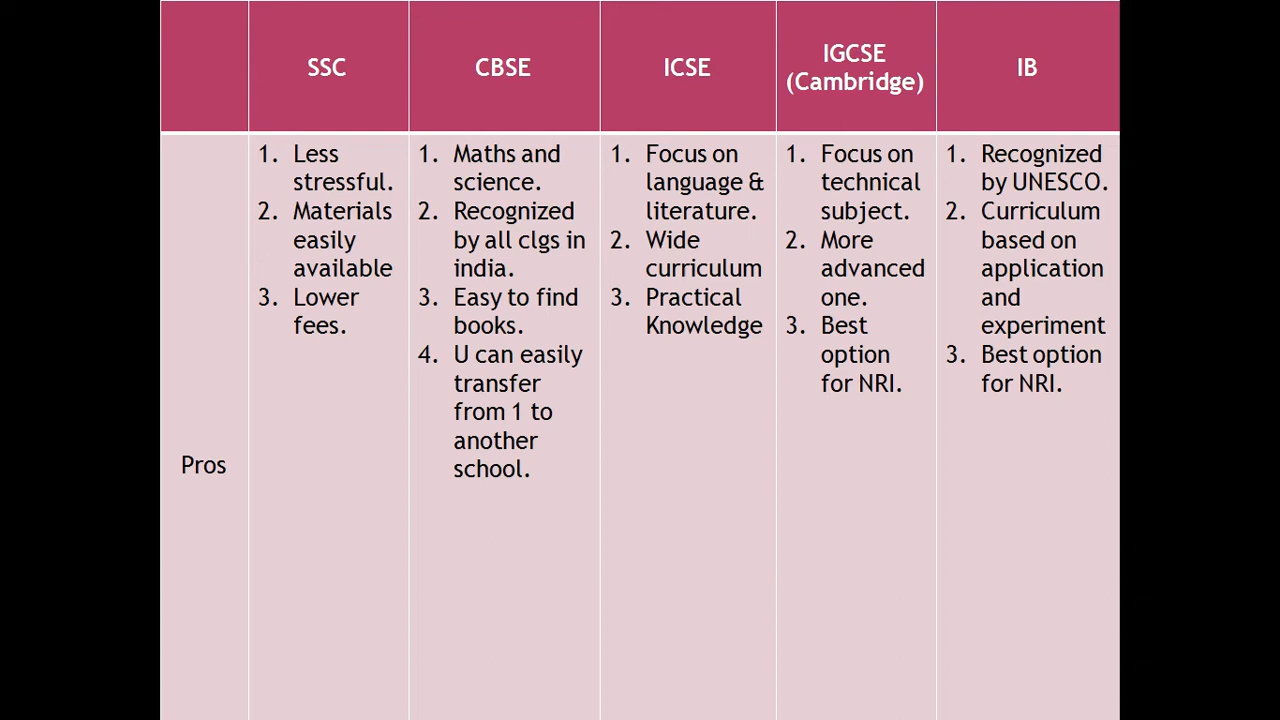 SSC
CBSE
ICSE
IGCSE
(Cambridge)
IB
Pros
1. Less
stressful.
2. Materials
easily
available
3. Lower
fees.
1. Maths and
science.
2. Recognized
by all clgs in
india.
3. Easy to find
books.
4. U can easily
transfer
from 1 to
another
school.
1. Focus on
language &
literature.
2. Wide
curriculum
3. Practical
Knowledge
1. Focus on
technical
subject.
2. More
advanced
one.
3. Best
option
for NRI.
1. Recognized
by UNESCO.
2. Curriculum
based on
application
and
experiment
3. Best option
for NRI.